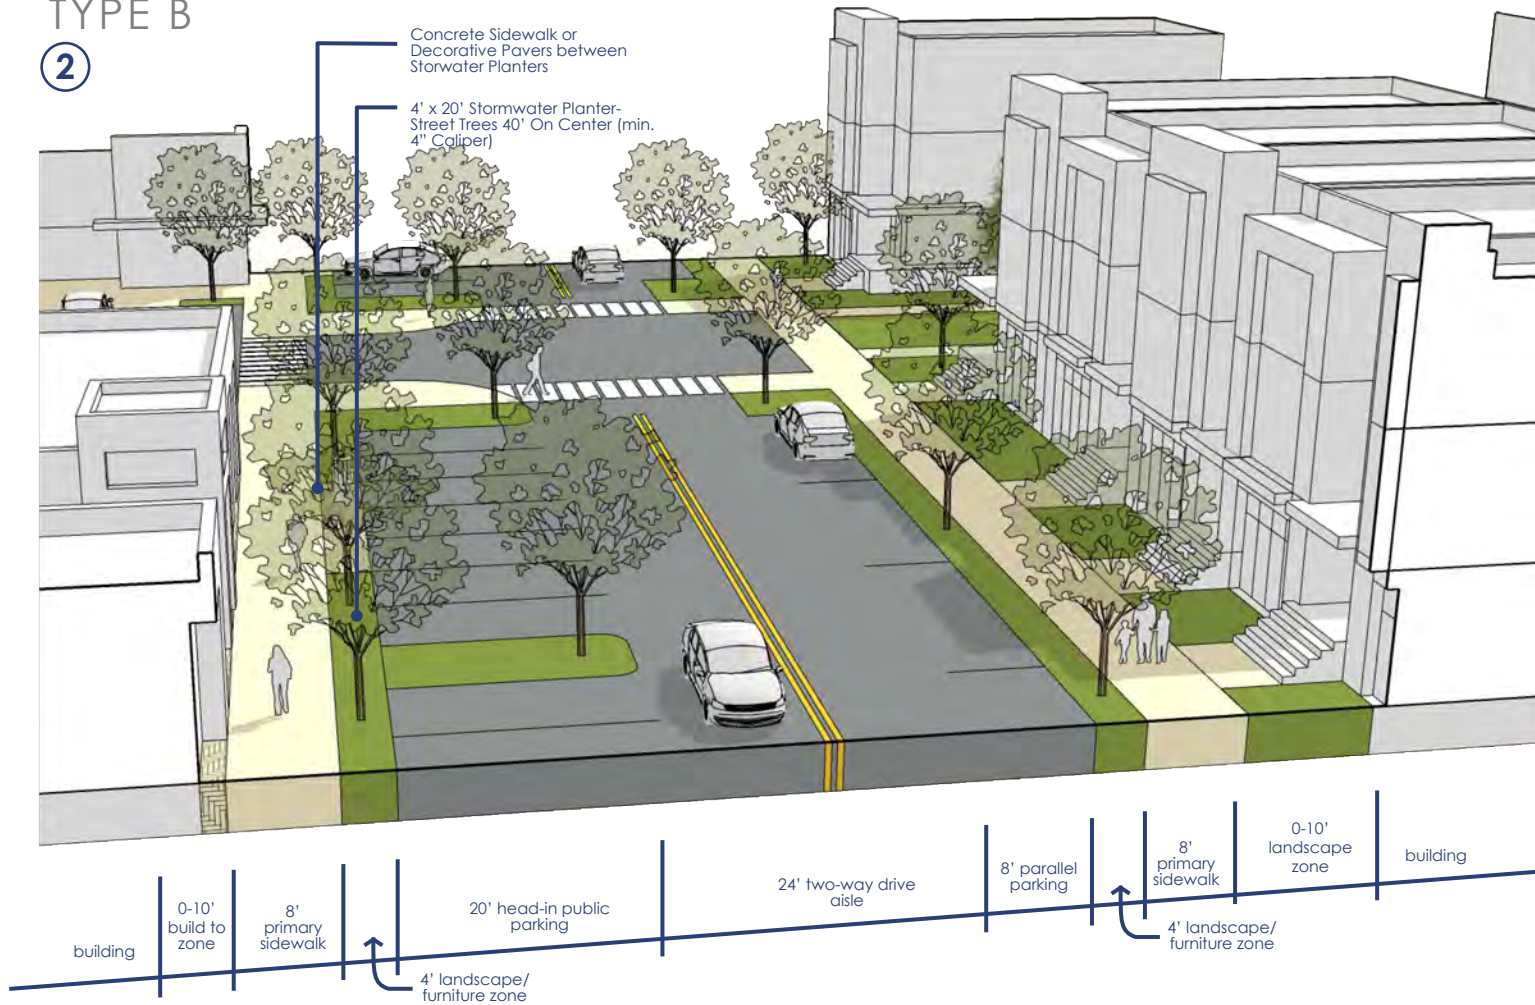 TYPE B
2
Concrete Sidewalk or
Decorative Pavers between
Storwater Planters
4' x 20' Stormwater Planter-
Street Trees 40' On Center (min.
4" Caliper)
building
0-10'
build to
zone
8'
primary
sidewalk
4' landscape/
furniture zone
20' head-in public
parking
24' two-way drive
aisle
8' parallel
parking
4' landscape/
furniture zone
8'
primary
sidewalk
0-10'
landscape
zone
building